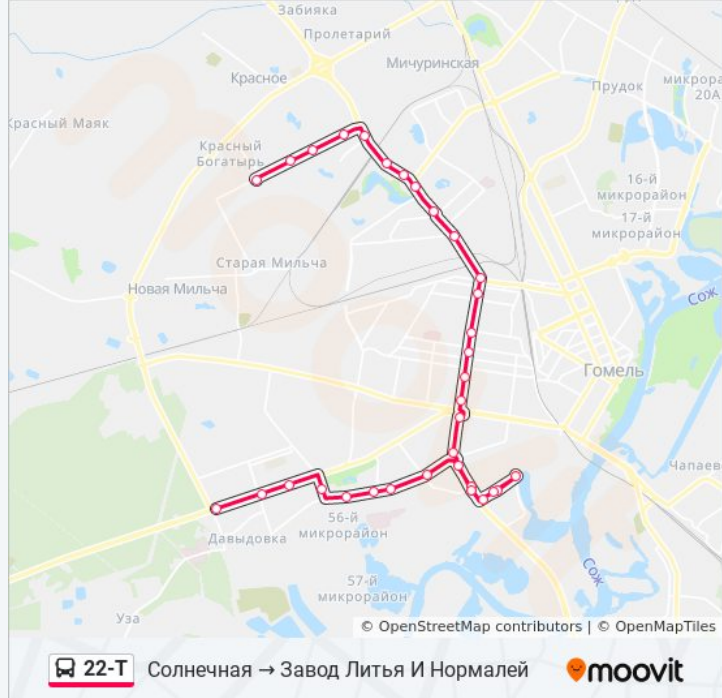 Забияка
Пролетарий
Мичуринская
Красное
Прудок
микрора
20А
Красный Маяк
Красный
Богатырь
16-й
микрорайон
17-й
микрорайон
Старая Мильча
Новая Мильча
Сож
Гомель
Чапаев
56-й
микрорайон
Давыдовка
57-й
микрорайон
Сож
Уза
© OpenStreetMap contributors | © OpenMapTiles
22-Т Солнечная → Завод Литья И Нормалей moovit